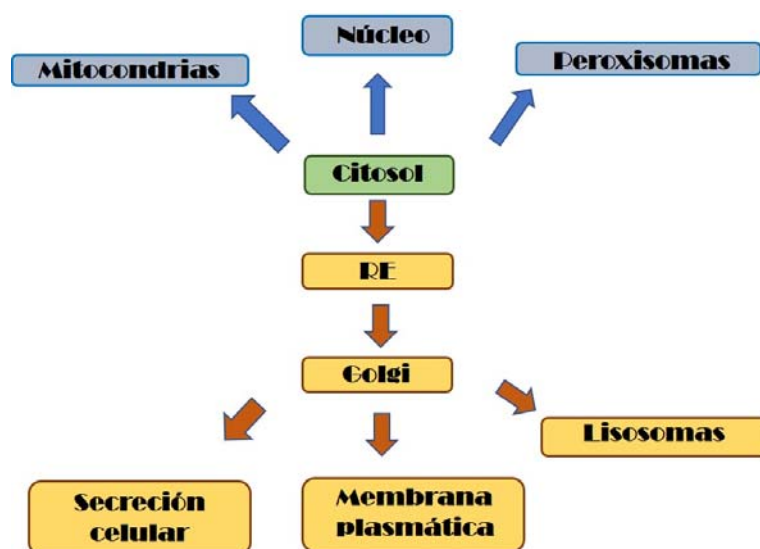 Núcleo
Mitocondrias
Peroxisomas
Citosol
RE
Golgi
Lisosomas
Secreción
celular
Membrana
plasmática